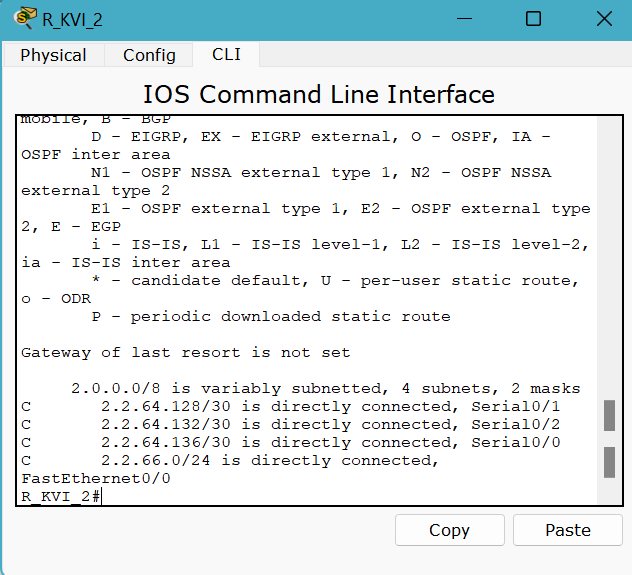 R_KVI_2
Physical Config CLI
IOS Command Line Interface
mobile, B - BGP
D - EIGRP, EX - EIGRP external, O - OSPF, IA -
OSPF inter area
N1 - OSPF NSSA external type 1, N2 - OSPF NSSA
external type 2
E1 - OSPF external type 1, E2 - OSPF external type
2, E - EGP
i - IS-IS, L1 - IS-IS level-1, L2 - IS-IS level-2,
ia - IS-IS inter area
* - candidate default, U - per-user static route,
o - ODR
P - periodic downloaded static route
Gateway of last resort is not set
2.0.0.0/8 is variably subnetted, 4 subnets, 2 masks
C 2.2.64.128/30 is directly connected, Serial0/1
C 2.2.64.132/30 is directly connected, Serial0/2
C 2.2.64.136/30 is directly connected, Serial0/0
C 2.2.66.0/24 is directly connected,
FastEthernet0/0
R_KVI_2#
Copy Paste